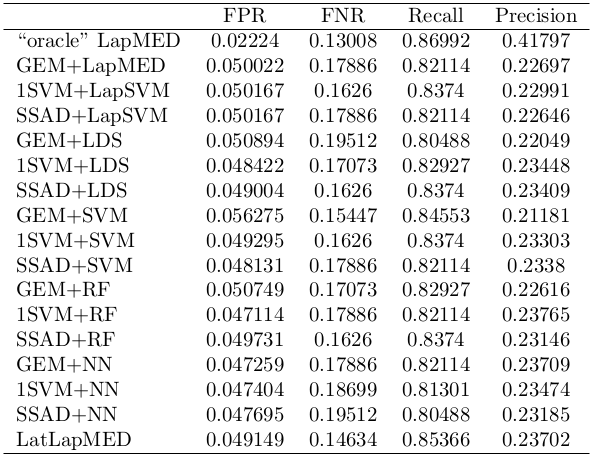 FPR FNR Recall Precision
“oracle” LapMED 0.02224 0.13008 0.86992 0.41797
GEM+LapMED 0.050022 0.17886 0.82114 0.22697
1SVM+LapSVM 0.050167 0.1626 0.8374 0.22991
SSAD+LapSVM 0.050167 0.17886 0.82114 0.22646
GEM+LDS 0.050894 0.19512 0.80488 0.22049
1SVM+LDS 0.048422 0.17073 0.82927 0.23448
SSAD+LDS 0.049004 0.1626 0.8374 0.23409
GEM+SVM 0.056275 0.15447 0.84553 0.21181
1SVM+SVM 0.049295 0.1626 0.8374 0.23303
SSAD+SVM 0.048131 0.17886 0.82114 0.2338
GEM+RF 0.050749 0.17073 0.82927 0.22616
1SVM+RF 0.047114 0.17886 0.82114 0.23765
SSAD+RF 0.049731 0.1626 0.8374 0.23146
GEM+NN 0.047259 0.17886 0.82114 0.23709
1SVM+NN 0.047404 0.18699 0.81301 0.23474
SSAD+NN 0.047695 0.19512 0.80488 0.23185
LatLapMED 0.049149 0.14634 0.85366 0.23702